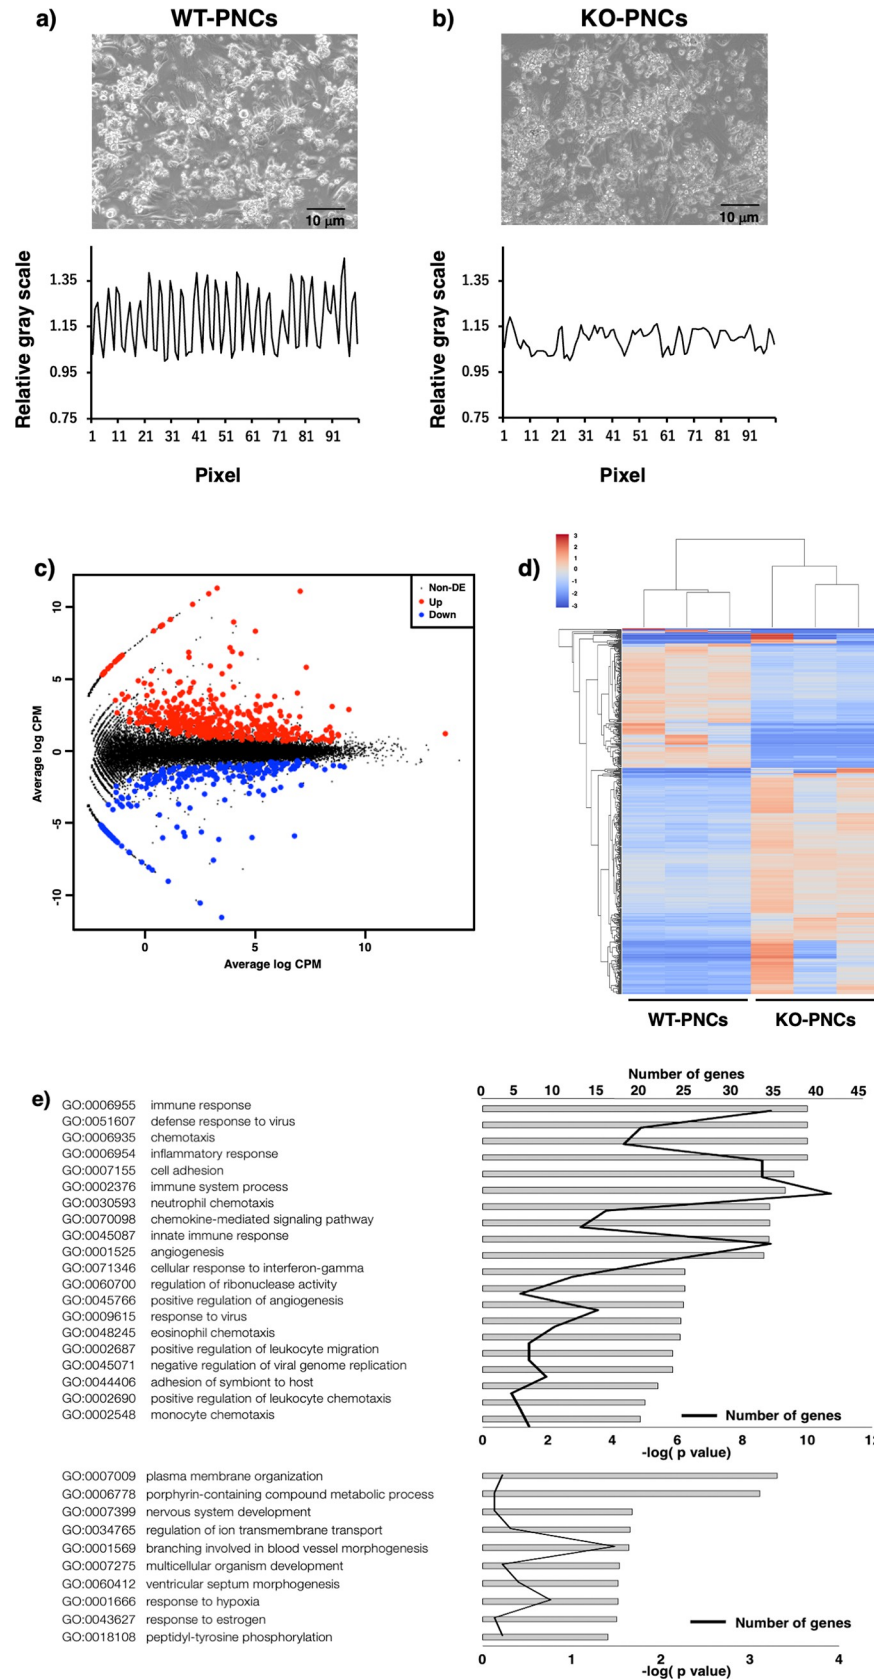 a) WT-PNCs
b) KO-PNCs
10 μm
10 μm
Relative gray scale
1.35
1.15
0.95
0.75
1 11 21 31 41 51 61 71 81 91
Pixel
Relative gray scale
1.35
1.15
0.95
0.75
1 11 21 31 41 51 61 71 81 91
Pixel
c)
Non-DE
Up
Down
Average log CPM
10
5
0
-5
-10
0 5 10
Average log CPM
d)
3
2
1
0
-1
-2
-3
WT-PNCs KO-PNCs
e)
Number of genes
0 5 10 15 20 25 30 35 40 45
GO:0006955 immune response
GO:0051607 defense response to virus
GO:0006935 chemotaxis
GO:0006954 inflammatory response
GO:0007155 cell adhesion
GO:0002376 immune system process
GO:0030593 neutrophil chemotaxis
GO:0070098 chemokine-mediated signaling pathway
GO:0045087 innate immune response
GO:0001525 angiogenesis
GO:0071346 cellular response to interferon-gamma
GO:0060700 regulation of ribonuclease activity
GO:0045766 positive regulation of angiogenesis
GO:0009615 response to virus
GO:0048245 eosinophil chemotaxis
GO:0002687 positive regulation of leukocyte migration
GO:0045071 negative regulation of viral genome replication
GO:0044406 adhesion of symbiont to host
GO:0002690 positive regulation of leukocyte chemotaxis
GO:0002548 monocyte chemotaxis
Number of genes
0 2 4 6 8 10 12
-log( p value)
GO:0007009 plasma membrane organization
GO:0006778 porphyrin-containing compound metabolic process
GO:0007399 nervous system development
GO:0034765 regulation of ion transmembrane transport
GO:0001569 branching involved in blood vessel morphogenesis
GO:0007275 multicellular organism development
GO:0060412 ventricular septum morphogenesis
GO:0001666 response to hypoxia
GO:0043627 response to estrogen
GO:0018108 peptidyl-tyrosine phosphorylation
Number of genes
0 1 2 3 4
-log( p value)